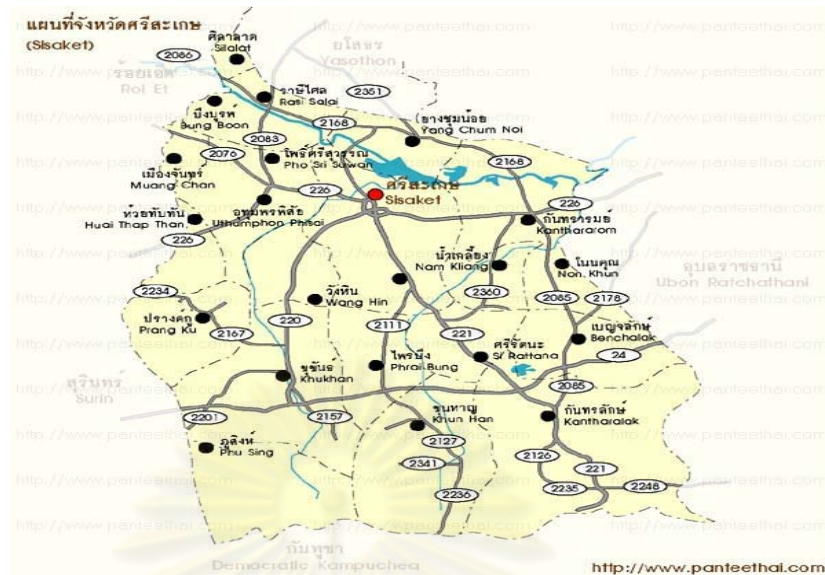 แผนที่จังหวัดศรีสะเกษ
(Sisaket)
ศิลาลาด
Silalat
2086
ยโสธร
Yasothon
http://www.panteethai.com
ร้อยเอ็ด
Roi Et
ราษีไศล
Rasi Salai
2351
บึงบูรพ์
Bung Boon
2168
ยางชุมน้อย
Yang Chum Noi
2083
2076
โพธิ์ศรีสุวรรณ
Pho Sri Suwan
2168
เมืองจันทร์
Muang Chan
226
ศรีสะเกษ
Sisaket
226
ห้วยทับทัน
Huai Thap Than
อุทุมพรพิสัย
Uthumphon Phisai
กันทรารมย์
Kanthararom
226
น้ำเกลี้ยง
Nam Kliang
โนนคูณ
Non Khun
อุบลราชธานี
Ubon Ratchathani
2234
วังหิน
Wang Hin
2350
2085
2178
ปรางค์กู่
Prang Ku
2167
220
2111
221
เบญจลักษ์
Benchalak
ศรีรัตนะ
Si Rattana
24
ไพรบึง
Phrai Bung
ขุขันธ์
Khukhan
สุรินทร์
Surin
2085
2201
2157
ขุนหาญ
Khun Han
กันทรลักษ์
Kantharalak
ภูสิงห์
Phu Sing
2127
2341
2126
221
2236
2235
2248
กัมพูชา
Democratic Kampuchea
http://www.panteethai.com